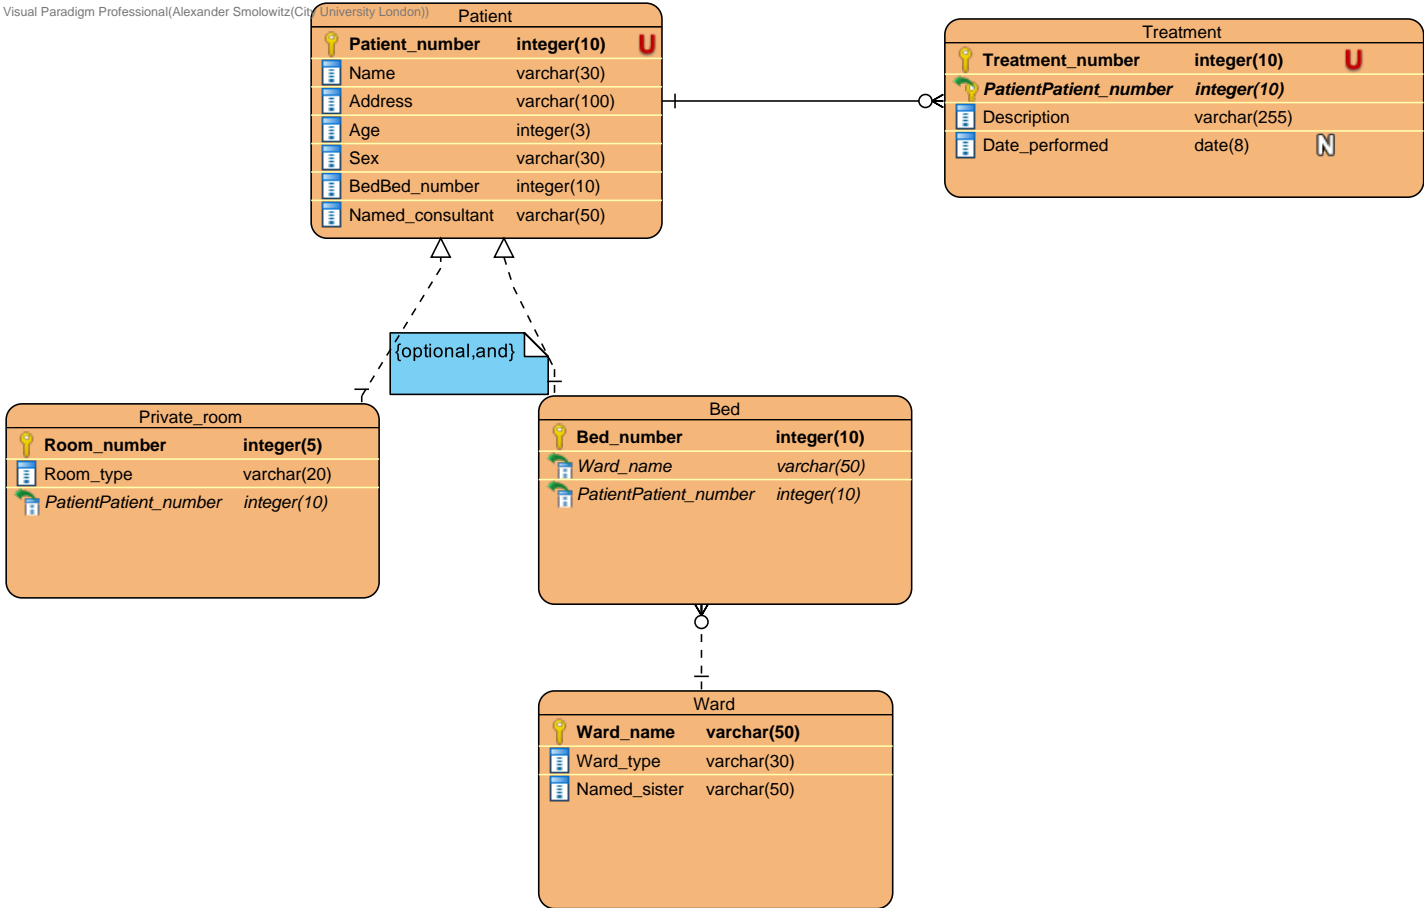 Visual Paradigm Professional(Alexander Smolowitz(City University London))
Patient
Patient_number integer(10) U
Name varchar(30)
Address varchar(100)
Age integer(3)
Sex varchar(30)
BedBed_number integer(10)
Named_consultant varchar(50)
Treatment
Treatment_number integer(10) U
PatientPatient_number integer(10)
Description varchar(255)
Date_performed date(8) N
{optional,and}
Private_room
Room_number integer(5)
Room_type varchar(20)
PatientPatient_number integer(10)
Bed
Bed_number integer(10)
Ward_name varchar(50)
PatientPatient_number integer(10)
Ward
Ward_name varchar(50)
Ward_type varchar(30)
Named_sister varchar(50)